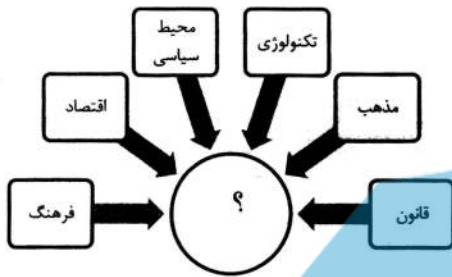 تکنولوژی
محیط
سیاسی
مذهب
اقتصاد
؟
قانون
فرهنگ